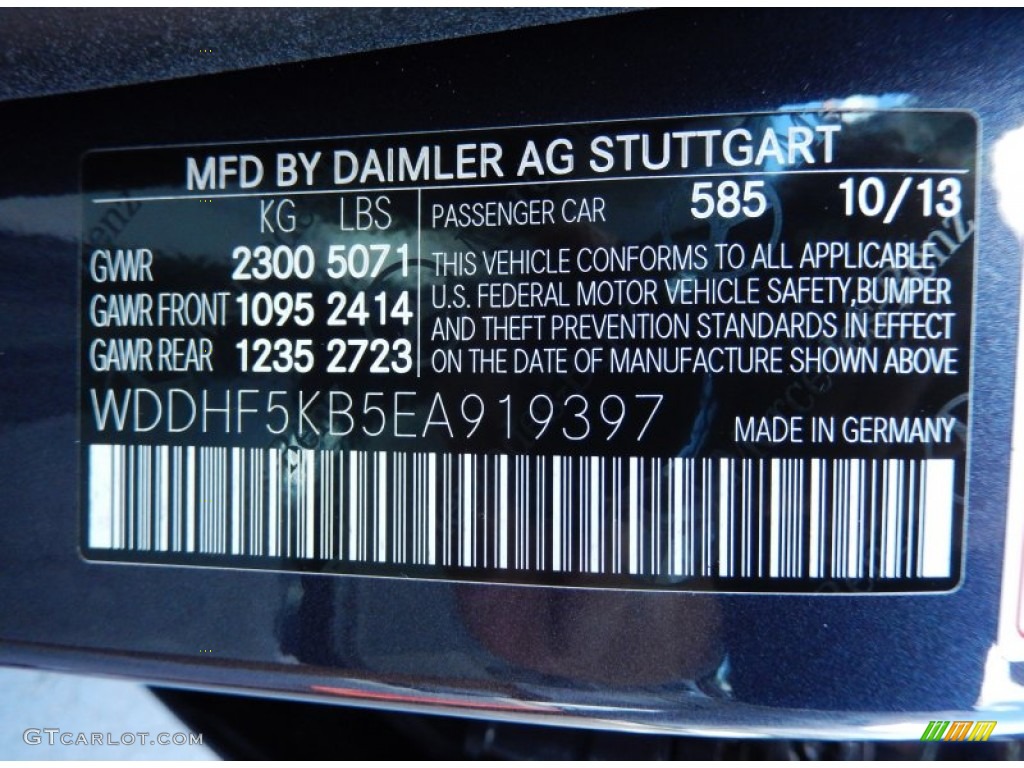 MFD BY DAIMLER AG STUTTGART
KG LBS
GWR 2300 5071
GAWR FRONT 1095 2414
GAWR REAR 1235 2723
PASSENGER CAR 585 10/13
THIS VEHICLE CONFORMS TO ALL APPLICABLE
U.S. FEDERAL MOTOR VEHICLE SAFETY, BUMPER
AND THEFT PREVENTION STANDARDS IN EFFECT
ON THE DATE OF MANUFACTURE SHOWN ABOVE
WDDHF5KB5EA919397
MADE IN GERMANY
GTCARLOT.COM